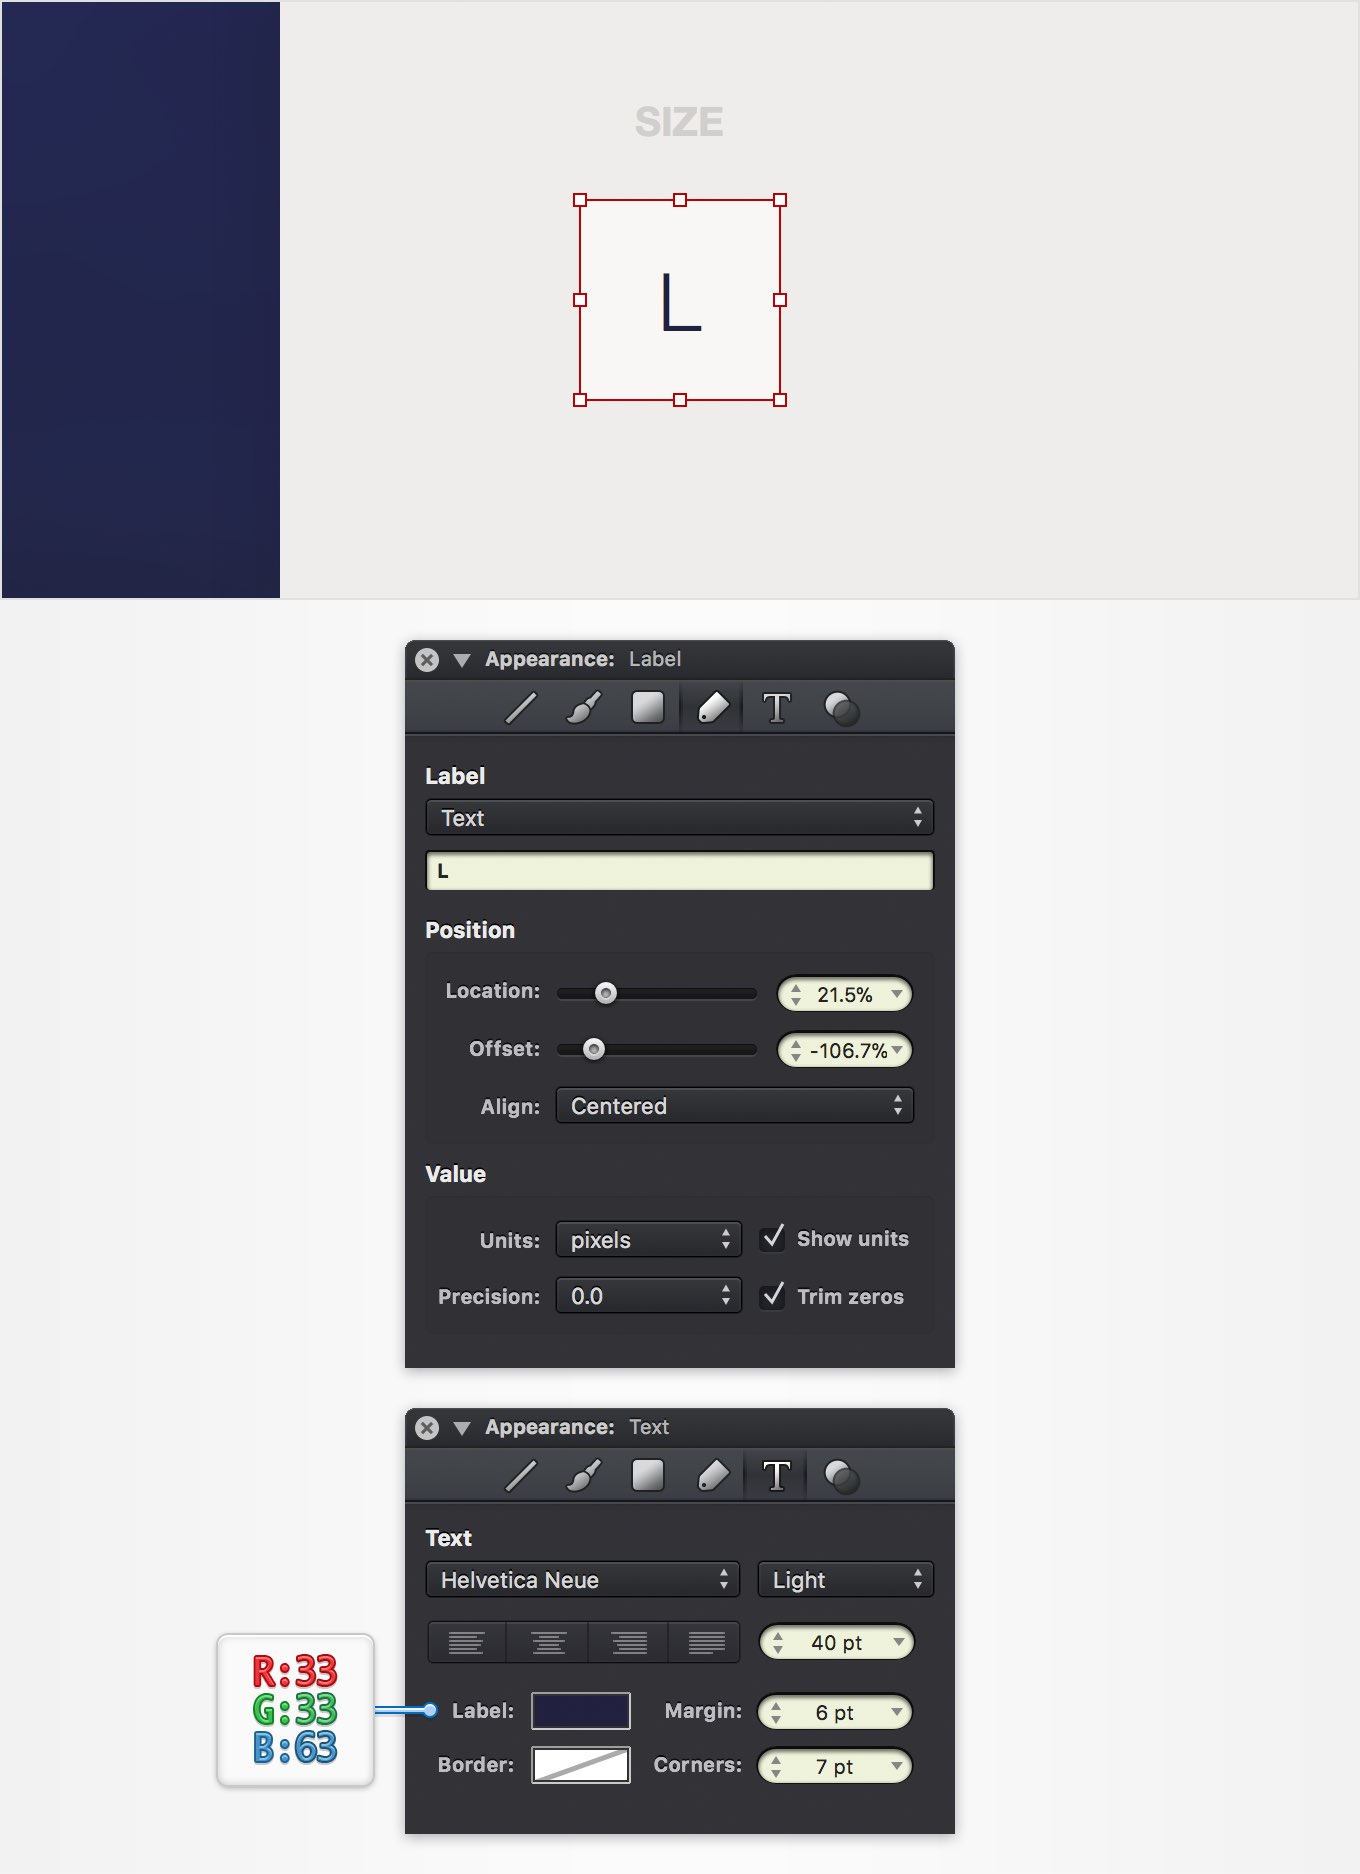 SIZE
L
Appearance: Label
T
Label
Text
L
Position
Location: 21.5%
Offset: -106.7%
Align: Centered
Value
Units: pixels Show units
Precision: 0.0 Trim zeros
Appearance: Text
T
Text
Helvetica Neue Light
40 pt
R:33
G:33
B:63
Label: Margin: 6 pt
Border: Corners: 7 pt